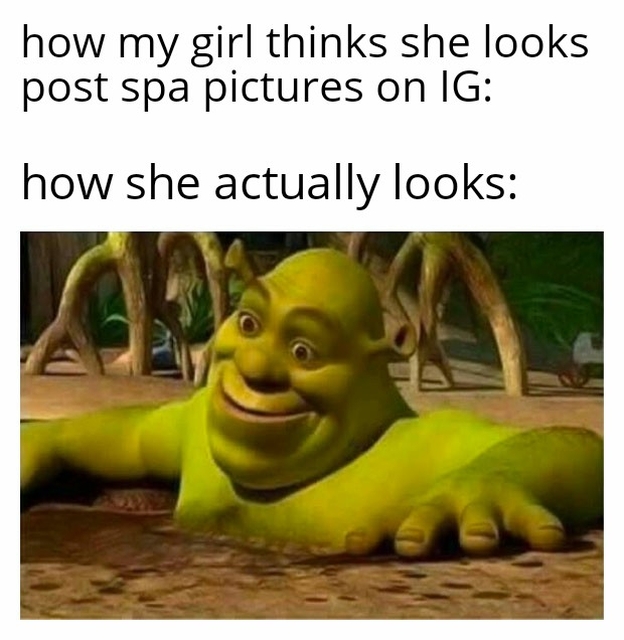 how my girl thinks she looks
post spa pictures on IG:
how she actually looks: